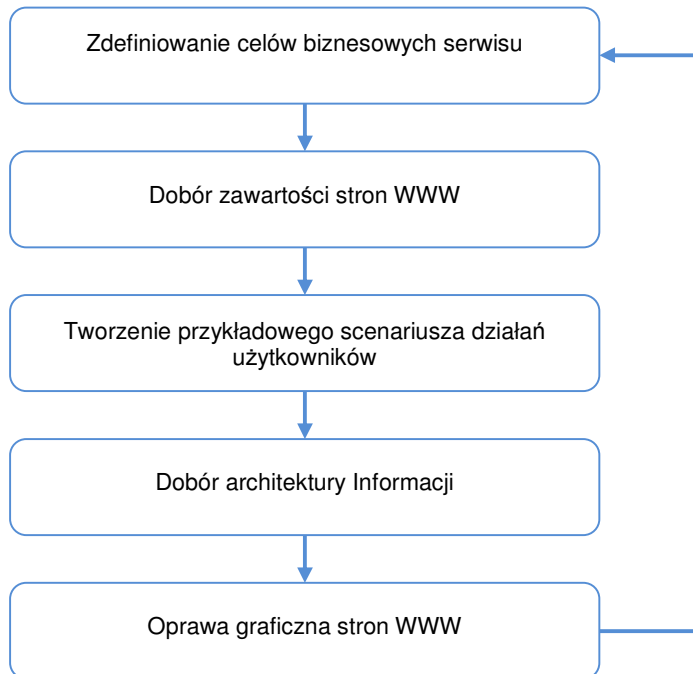 Zdefiniowanie celów biznesowych serwisu
Dobór zawartości stron WWW
Tworzenie przykładowego scenariusza działań
użytkowników
Dobór architektury Informacji
Oprawa graficzna stron WWW